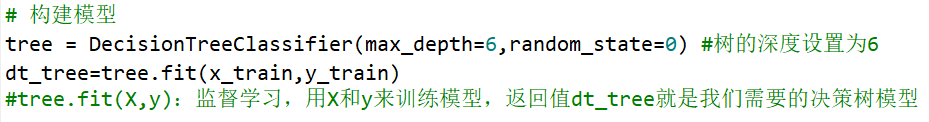 # 构建模型
tree = DecisionTreeClassifier(max_depth=6,random_state=0) #树的深度设置为6
dt_tree=tree.fit(x_train,y_train)
#tree.fit(X,y)：监督学习，用X和y来训练模型，返回值dt_tree就是我们需要的决策树模型